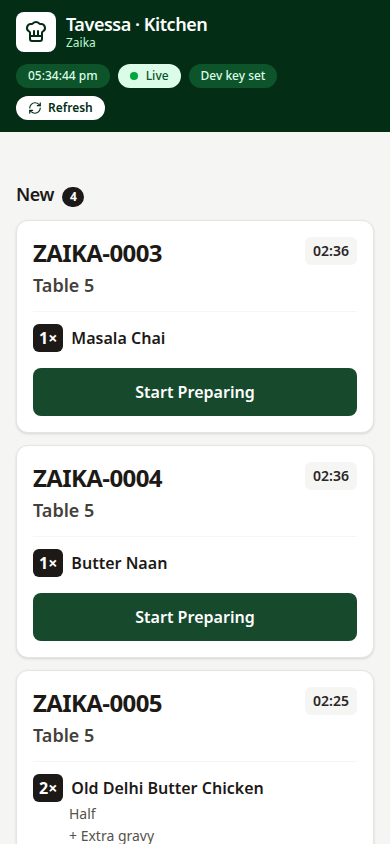 Tavessa · Kitchen
Zaika
05:34:44 pm
Live
Dev key set
Refresh
New 4
ZAIKA-0003
02:36
Table 5
1× Masala Chai
Start Preparing
ZAIKA-0004
02:36
Table 5
1× Butter Naan
Start Preparing
ZAIKA-0005
02:25
Table 5
2× Old Delhi Butter Chicken
Half
+ Extra gravy